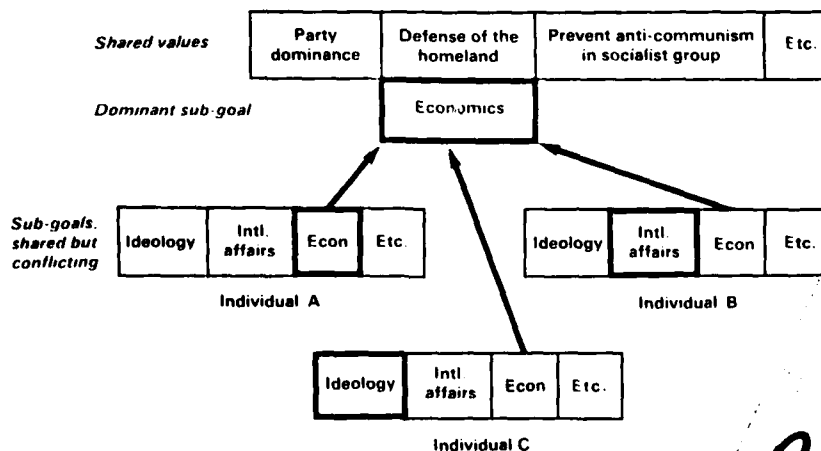 Shared values
Party
dominance
Defense of the
homeland
Prevent anti-communism
in socialist group
Etc.
Dominant sub-goal
Economics
Sub-goals,
shared but
conflicting
Ideology
Intl.
affairs
Econ
Etc.
Individual A
Ideology
Intl.
affairs
Econ
Etc.
Individual B
Ideology
Intl.
affairs
Econ
Etc.
Individual C